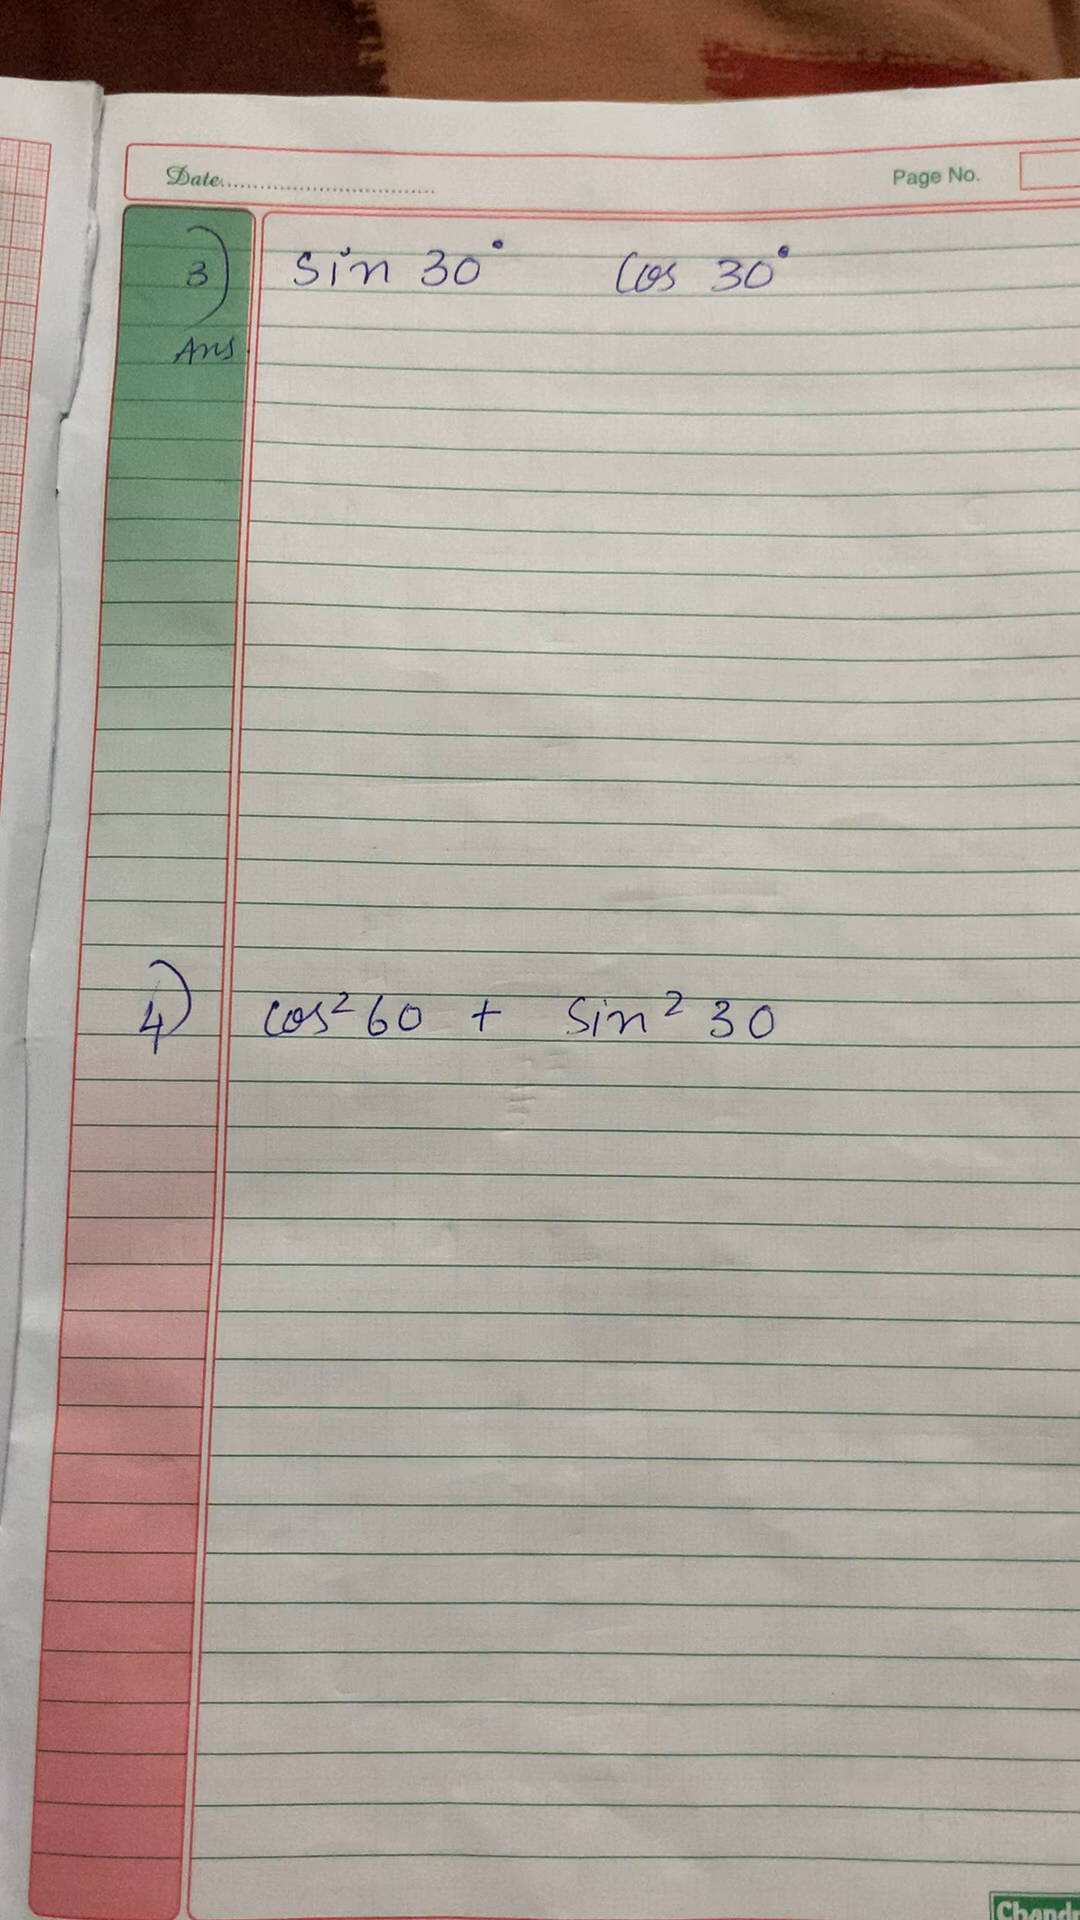 Date..................................
Page No.
3) sin 30° cos 30°
Ans
4) cos² 60 + sin² 30